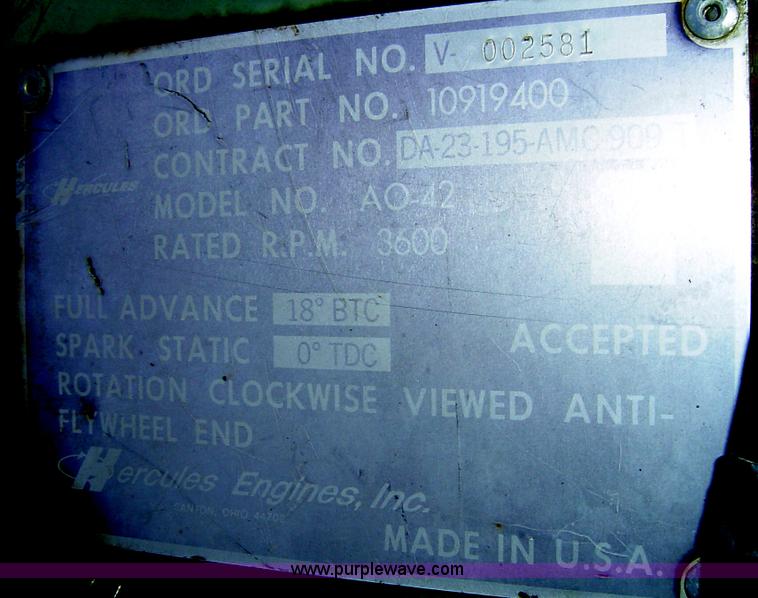 ORD SERIAL NO. V- 002581
ORD PART NO. 10919400
CONTRACT NO. DA-23-195-AMC-909
HERCULES
MODEL NO. AO-42
RATED R.P.M. 3600
FULL ADVANCE 18° BTC
SPARK STATIC 0° TDC
ACCEPTED
ROTATION CLOCKWISE VIEWED ANTI-
FLYWHEEL END
Hercules Engines, Inc.
CANTON, OHIO
MADE IN U.S.A.
www.purplewave.com